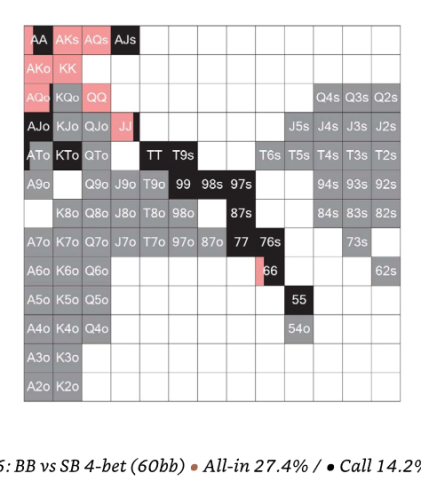 AA AKs AQs AJs
AKo KK
AQo KQo QQ Q4s Q3s Q2s
AJo KJo QJo JJ J5s J4s J3s J2s
ATo KTo QTo TT T9s T6s T5s T4s T3s T2s
A9o Q9o J9o T9o 99 98s 97s 94s 93s 92s
K8o Q8o J8o T8o 98o 87s 84s 83s 82s
A7o K7o Q7o J7o T7o 97o 87o 77 76s 73s
A6o K6o Q6o 66 62s
A5o K5o Q5o 55
A4o K4o Q4o 54o
A3o K3o
A2o K2o
6: BB vs SB 4-bet (60bb) • All-in 27.4% / • Call 14.2%